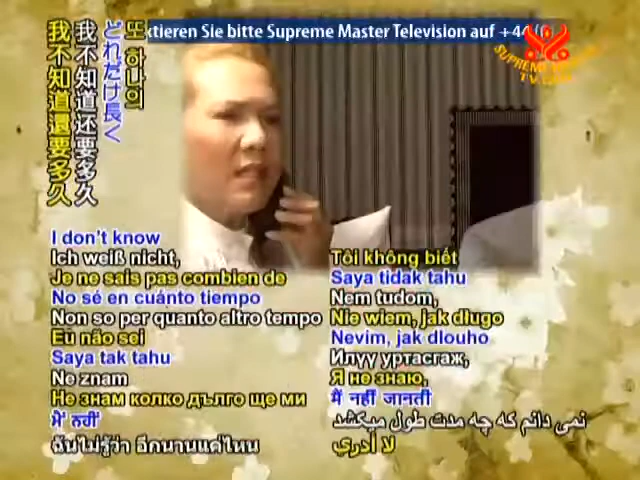 ktieren Sie bitte Supreme Master Television auf +44 (0
SUPREME MASTER
TV.COM
또 하나의
どれだけ長く
我不知道还要多久
我不知道還要多久
I don't know
Ich weiß nicht,
Je ne sais pas combien de
No sé en cuánto tiempo
Non so per quanto altro tempo
Eu não sei
Saya tak tahu
Ne znam
Не знам колко дълго ще ми
ਮੈਂ ਨਹੀਂ
ฉันไม่รู้ว่า อีกนานแค่ไหน
Tôi không biết
Saya tidak tahu
Nem tudom,
Nie wiem, jak długo
Nevim, jak dlouho
Илүү уртасгаж,
Я не знаю,
मैं नहीं जानती
نمی دانم که چه مدت طول میکشد
لا أدري